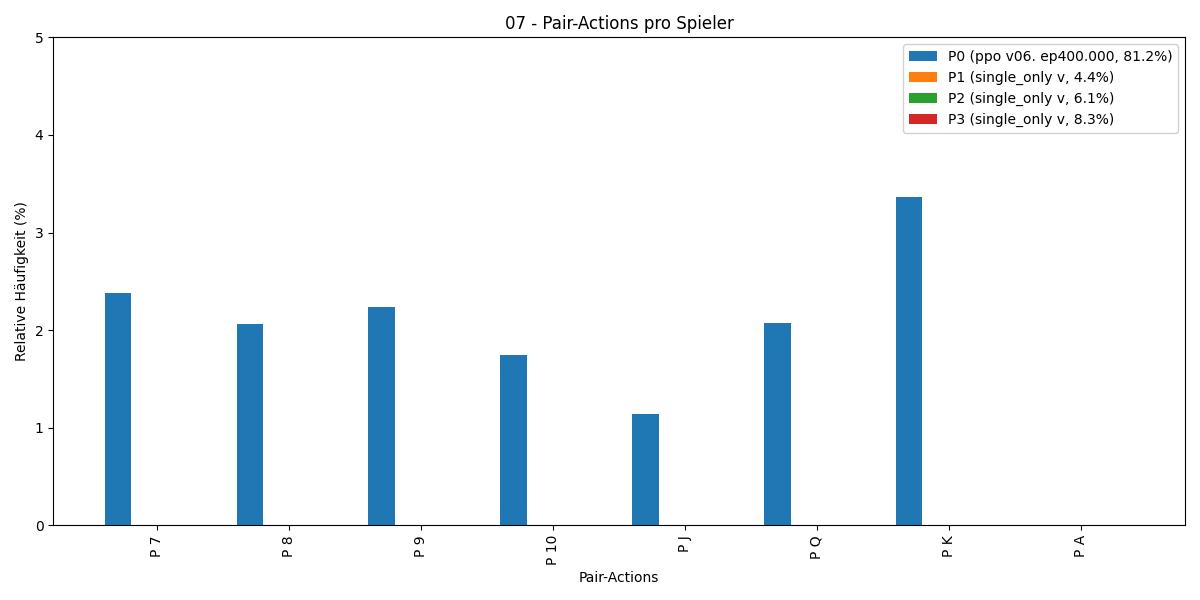 07 - Pair-Actions pro Spieler
P0 (ppo v06. ep400.000, 81.2%)
P1 (single_only v, 4.4%)
P2 (single_only v, 6.1%)
P3 (single_only v, 8.3%)
Relative Häufigkeit (%)
5
4
3
2
1
0
P 7
P 8
P 9
P 10
P J
P Q
P K
P A
Pair-Actions